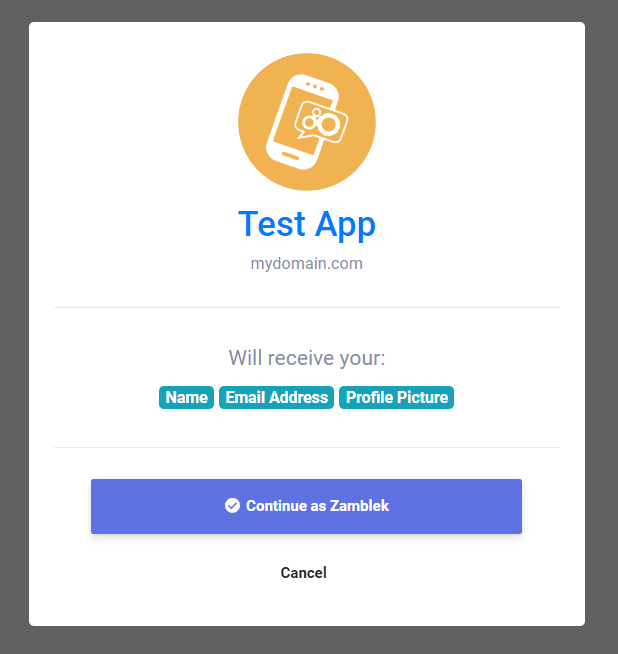 Test App
mydomain.com
Will receive your:
Name Email Address Profile Picture
Continue as Zamblek
Cancel